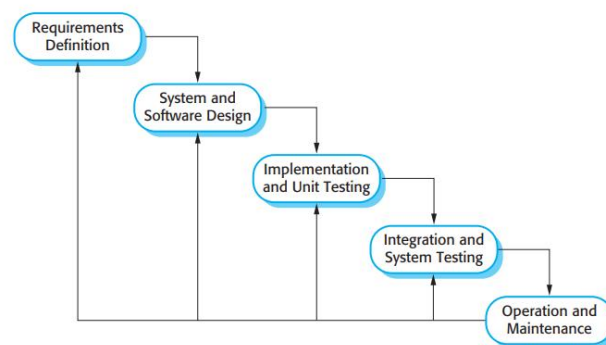 Requirements
Definition
System and
Software Design
Implementation
and Unit Testing
Integration and
System Testing
Operation and
Maintenance